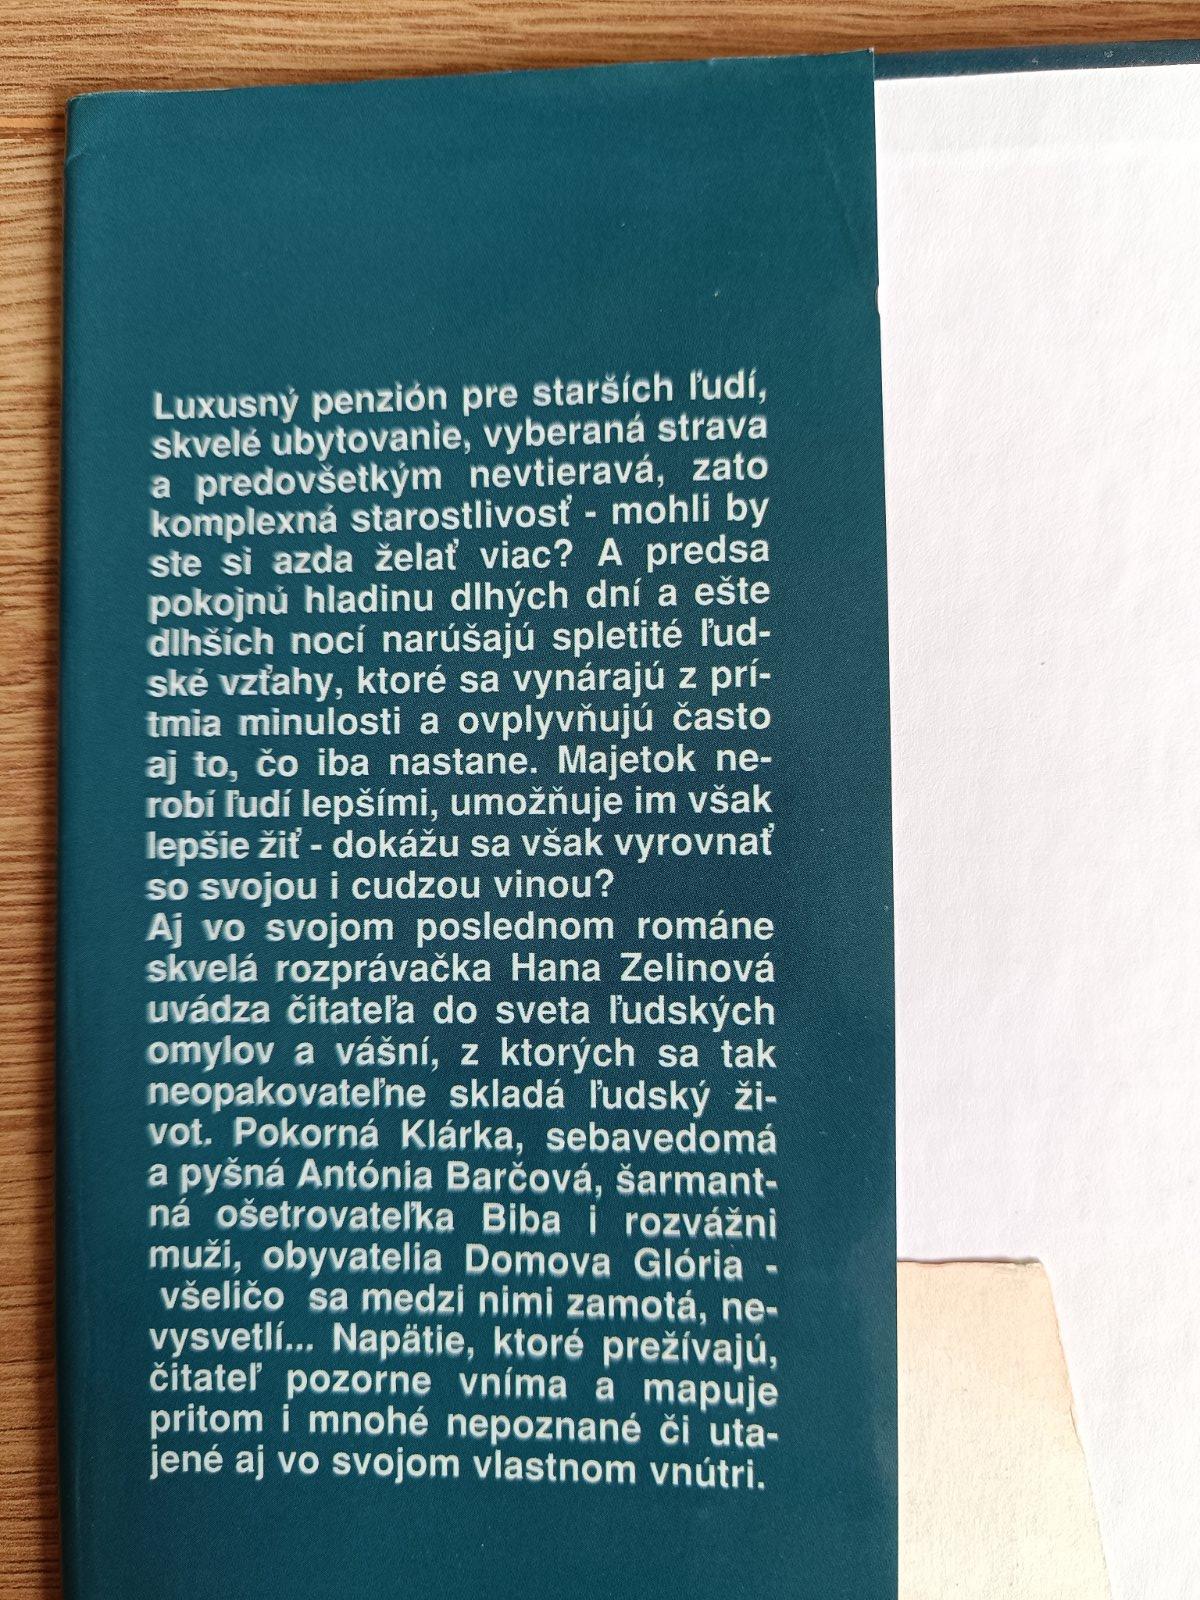 Luxusný penzión pre starších ľudí,
skvelé ubytovanie, vyberaná strava
a predovšetkým nevtieravá, zato
komplexná starostlivosť - mohli by
ste si azda želať viac? A predsa
pokojnú hladinu dlhých dní a ešte
dlhších nocí narúšajú spletité ľud-
ské vzťahy, ktoré sa vynárajú z prí-
tmia minulosti a ovplyvňujú často
aj to, čo iba nastane. Majetok ne-
robí ľudí lepšími, umožňuje im však
lepšie žiť - dokážu sa však vyrovnať
so svojou i cudzou vinou?
Aj vo svojom poslednom románe
skvelá rozprávačka Hana Zelinová
uvádza čitateľa do sveta ľudských
omylov a vášní, z ktorých sa tak
neopakovateľne skladá ľudský ži-
vot. Pokorná Klárka, sebavedomá
a pyšná Antónia Barčová, šarmant-
ná ošetrovateľka Biba i rozvážni
muži, obyvatelia Domova Glória -
všeličo sa medzi nimi zamotá, ne-
vysvetlí... Napätie, ktoré prežívajú,
čitateľ pozorne vníma a mapuje
pritom i mnohé nepoznané či uta-
jené aj vo svojom vlastnom vnútri.